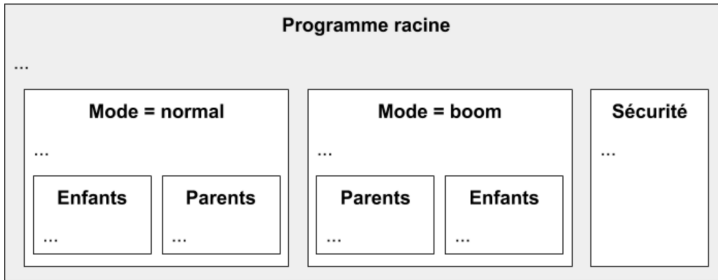 Programme racine
...
Mode = normal
...
Enfants
...
Parents
...
Mode = boom
...
Parents
...
Enfants
...
Sécurité
...